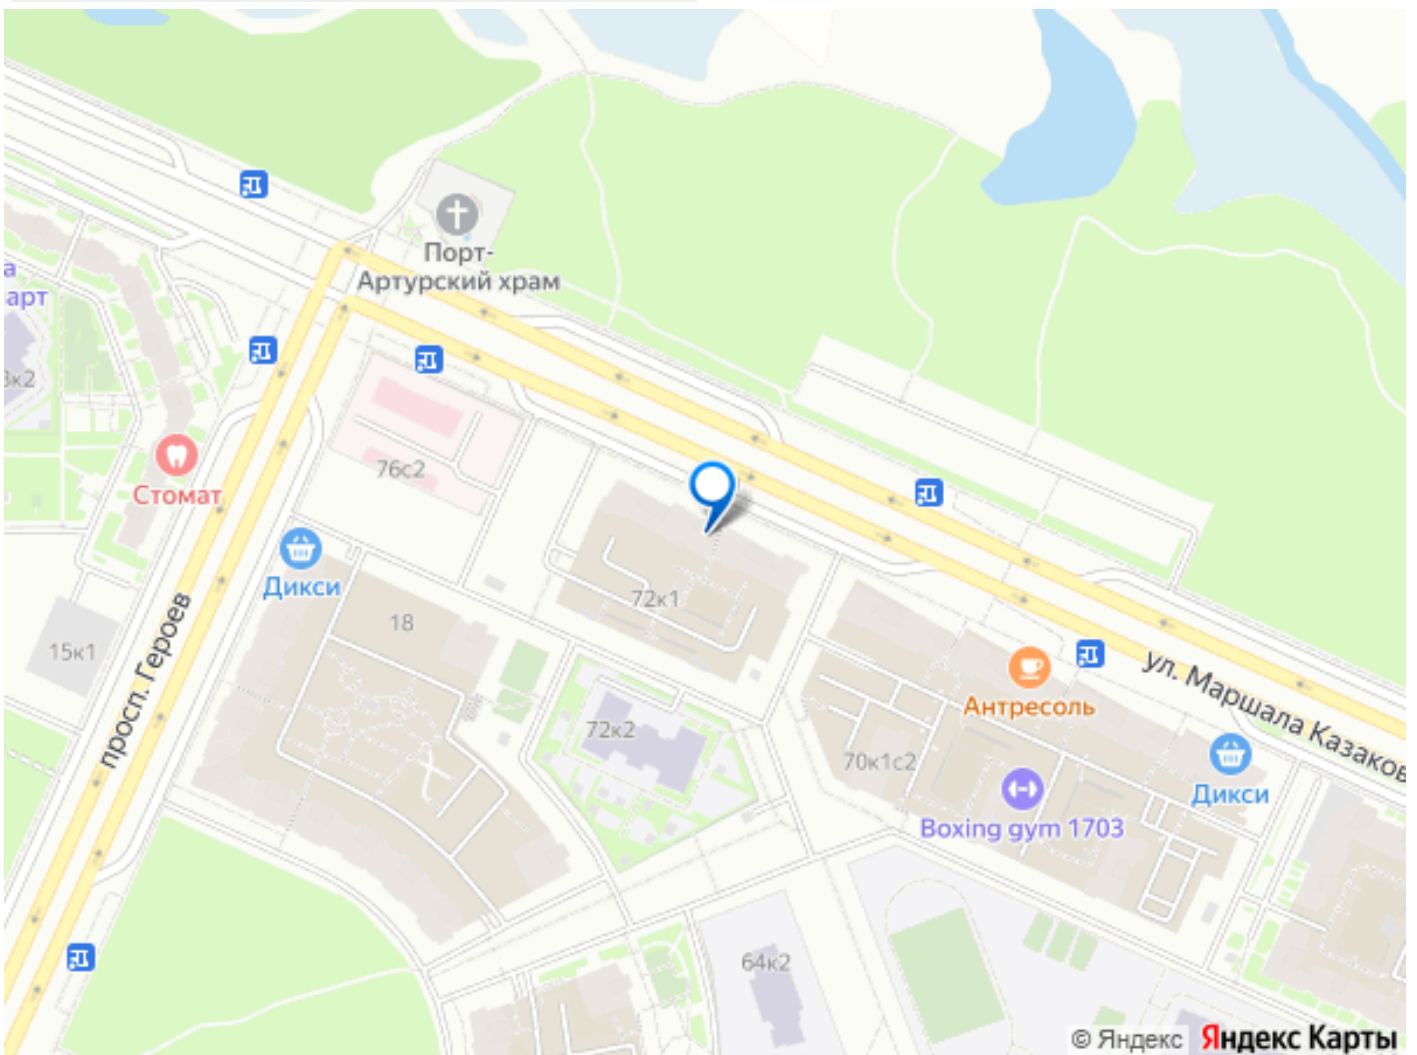 Порт-
Артурский храм
а
арт
3к2
76с2
Стомат
Дикси
72к1
18
15к1
просп. Героев
ул. Маршала Казаков
Антресоль
72к2
70к1с2
Дикси
Boxing gym 1703
64к2
© Яндекс Яндекс Карты